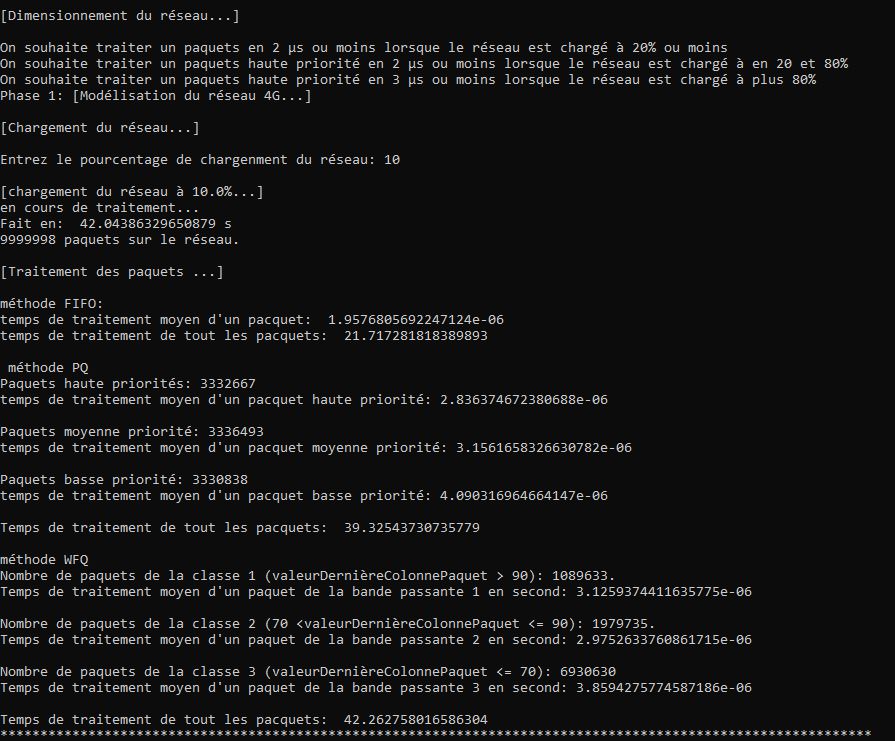 [Dimensionnement du réseau...]
On souhaite traiter un paquets en 2 µs ou moins lorsque le réseau est chargé à 20% ou moins
On souhaite traiter un paquets haute priorité en 2 µs ou moins lorsque le réseau est chargé à en 20 et 80%
On souhaite traiter un paquets haute priorité en 3 µs ou moins lorsque le réseau est chargé à plus 80%
Phase 1: [Modélisation du réseau 4G...]
[Chargement du réseau...]
Entrez le pourcentage de chargenment du réseau: 10
[chargement du réseau à 10.0%...]
en cours de traitement...
Fait en:  42.04386329650879 s
9999998 paquets sur le réseau.
[Traitement des paquets ...]
méthode FIFO:
temps de traitement moyen d'un pacquet:  1.9576805692247124e-06
temps de traitement de tout les pacquets:  21.717281818389893
méthode PQ
Paquets haute priorités: 3332667
temps de traitement moyen d'un pacquet haute priorité: 2.836374672380688e-06
Paquets moyenne priorité: 3336493
temps de traitement moyen d'un pacquet moyenne priorité: 3.1561658326630782e-06
Paquets basse priorité: 3330838
temps de traitement moyen d'un pacquet basse priorité: 4.090316964664147e-06
Temps de traitement de tout les pacquets:  39.32543730735779
méthode WFQ
Nombre de paquets de la classe 1 (valeurDernièreColonnePaquet > 90): 1089633.
Temps de traitement moyen d'un paquet de la bande passante 1 en second: 3.1259374411635775e-06
Nombre de paquets de la classe 2 (70 <valeurDernièreColonnePaquet <= 90): 1979735.
Temps de traitement moyen d'un paquet de la bande passante 2 en second: 2.9752633760861715e-06
Nombre de paquets de la classe 3 (valeurDernièreColonnePaquet <= 70): 6930630
Temps de traitement moyen d'un paquet de la bande passante 3 en second: 3.8594275774587186e-06
Temps de traitement de tout les pacquets:  42.262758016586304
*************************************************************************************************************